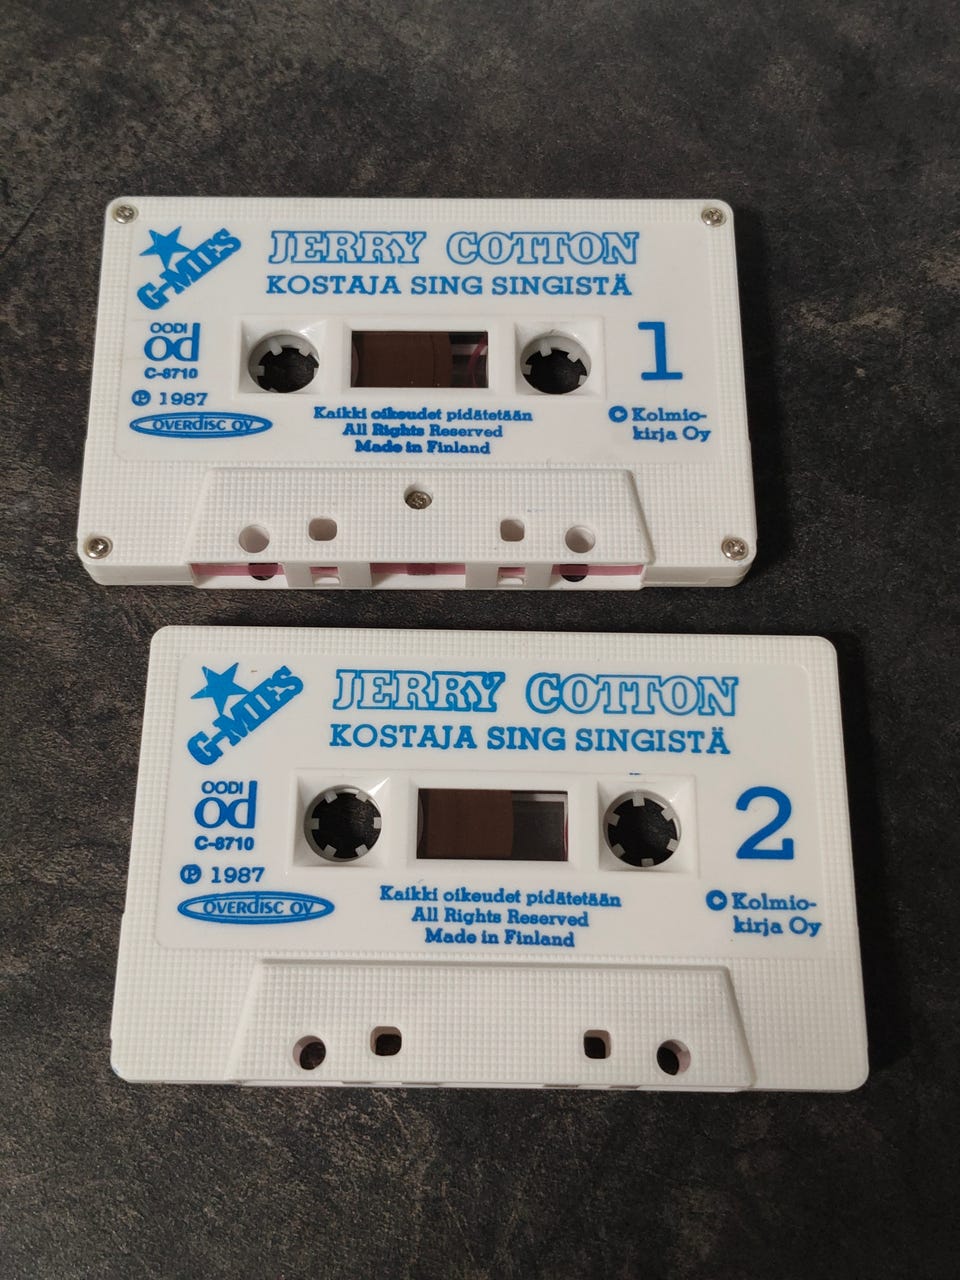 G-MIES
JERRY COTTON
KOSTAJA SING SINGISTÄ
OODI
od
C-8710
℗ 1987
OVERDISC OY
1
Kaikki oikeudet pidätetään
All Rights Reserved
Made in Finland
© Kolmio-
kirja Oy
G-MIES
JERRY COTTON
KOSTAJA SING SINGISTÄ
OODI
od
C-8710
℗ 1987
OVERDISC OY
2
Kaikki oikeudet pidätetään
All Rights Reserved
Made in Finland
© Kolmio-
kirja Oy